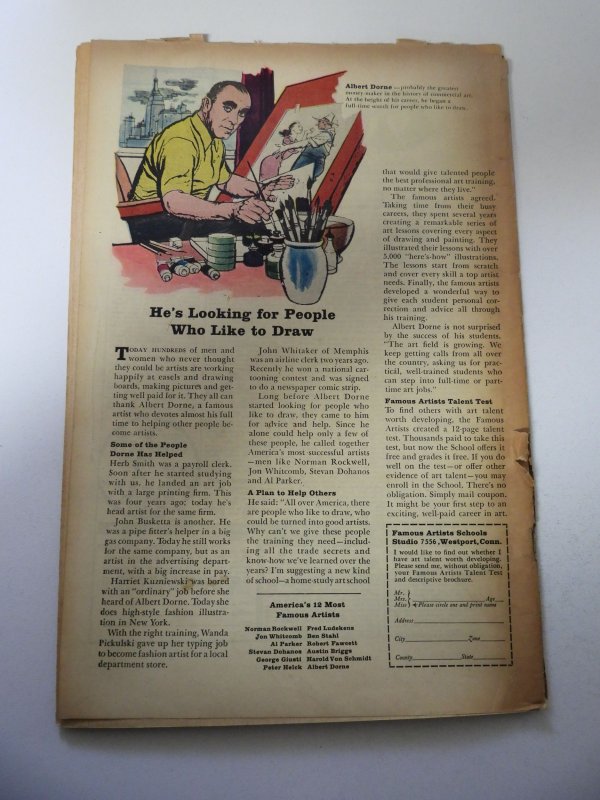 Albert Dorne — probably the greatest
money-maker in the history of commercial art.
At the height of his career, he began a
full-time search for people who like to draw.
He's Looking for People
Who Like to Draw
TODAY HUNDREDS of men and
women who never thought
they could be artists are working
happily at easels and drawing
boards, making pictures and get-
ting well paid for it. They all can
thank Albert Dorne, a famous
artist who devotes almost his full
time to helping other people be-
come artists.
Some of the People
Dorne Has Helped
Herb Smith was a payroll clerk.
Soon after he started studying
with us, he landed an art job
with a large printing firm. This
was four years ago; today he's
head artist for the same firm.
John Busketta is another. He
was a pipe fitter's helper in a big
gas company. Today he still works
for the same company, but as an
artist in the advertising depart-
ment, with a big increase in pay.
Harriet Kuzniewski was bored
with an "ordinary" job before she
heard of Albert Dorne. Today she
does high-style fashion illustra-
tion in New York.
With the right training, Wanda
Pickulski gave up her typing job
to become fashion artist for a local
department store.
John Whitaker of Memphis
was an airline clerk two years ago.
Recently he won a national car-
tooning contest and was signed
to do a newspaper comic strip.
Long before Albert Dorne
started looking for people who
like to draw, they came to him
for advice and help. Since he
alone could help only a few of
these people, he called together
America's most successful artists
—men like Norman Rockwell,
Jon Whitcomb, Stevan Dohanos
and Al Parker.
A Plan to Help Others
He said: "All over America, there
are people who like to draw, who
could be turned into good artists.
Why can't we give these people
the training they need—includ-
ing all the trade secrets and
know-how we've learned over the
years? I'm suggesting a new kind
of school—a home-study art school
America's 12 Most
Famous Artists
Norman Rockwell Fred Ludekens
Jon Whitcomb Ben Stahl
Al Parker Robert Fawcett
Stevan Dohanos Austin Briggs
George Giusti Harold Von Schmidt
Peter Helck Albert Dorne
that would give talented people
the best professional art training,
no matter where they live."
The famous artists agreed.
Taking time from their busy
careers, they spent several years
creating a remarkable series of
art lessons covering every aspect
of drawing and painting. They
illustrated their lessons with over
5,000 "here's-how" illustrations.
The lessons start from scratch
and cover every skill a top artist
needs. Finally, the famous artists
developed a wonderful way to
give each student personal cor-
rection and advice all through
his training.
Albert Dorne is not surprised
by the success of his students.
"The art field is growing. We
keep getting calls from all over
the country, asking us for prac-
tical, well-trained students who
can step into full-time or part-
time art jobs."
Famous Artists Talent Test
To find others with art talent
worth developing, the Famous
Artists created a 12-page talent
test. Thousands paid to take this
test, but now the School offers it
free and grades it free. If you do
well on the test—or offer other
evidence of art talent—you may
enroll in the School. There's no
obligation. Simply mail coupon.
It might be your first step to an
exciting, well-paid career in art.
Famous Artists Schools
Studio 7356, Westport, Conn.
I would like to find out whether I
have art talent worth developing.
Please send me, without obligation,
your Famous Artists Talent Test
and descriptive brochure.
Mr.
Mrs. Age
Miss Please circle one and print name
Address
City Zone
County State